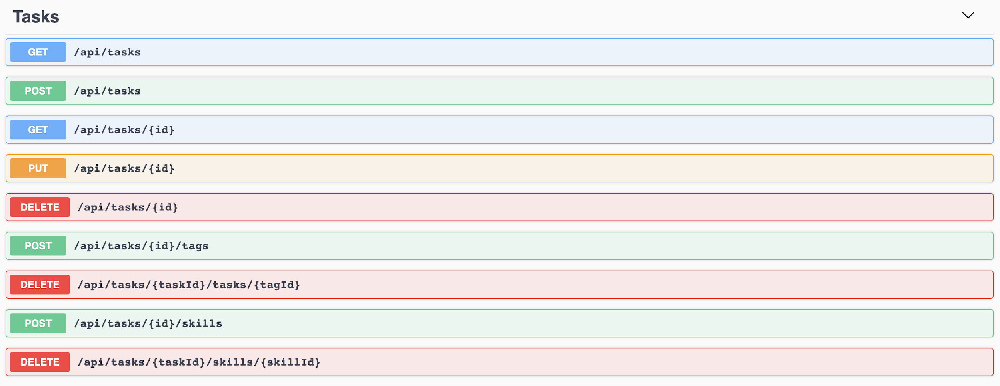 Tasks
GET /api/tasks
POST /api/tasks
GET /api/tasks/{id}
PUT /api/tasks/{id}
DELETE /api/tasks/{id}
POST /api/tasks/{id}/tags
DELETE /api/tasks/{taskId}/tasks/{tagId}
POST /api/tasks/{id}/skills
DELETE /api/tasks/{taskId}/skills/{skillId}